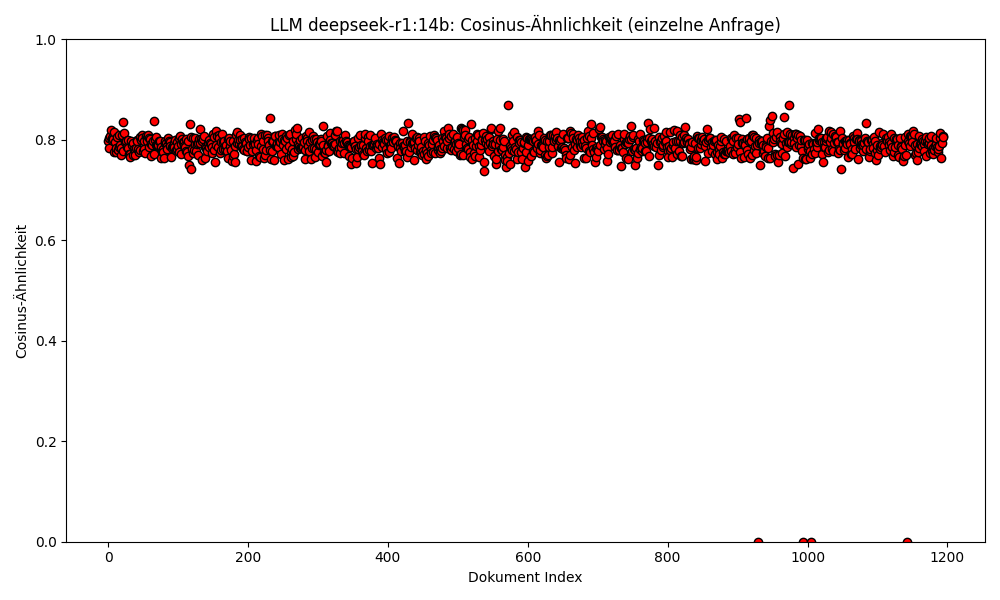 LLM deepseek-r1:14b: Cosinus-Ähnlichkeit (einzelne Anfrage)
1.0
0.8
0.6
0.4
0.2
0.0
Cosinus-Ähnlichkeit
0 200 400 600 800 1000 1200
Dokument Index